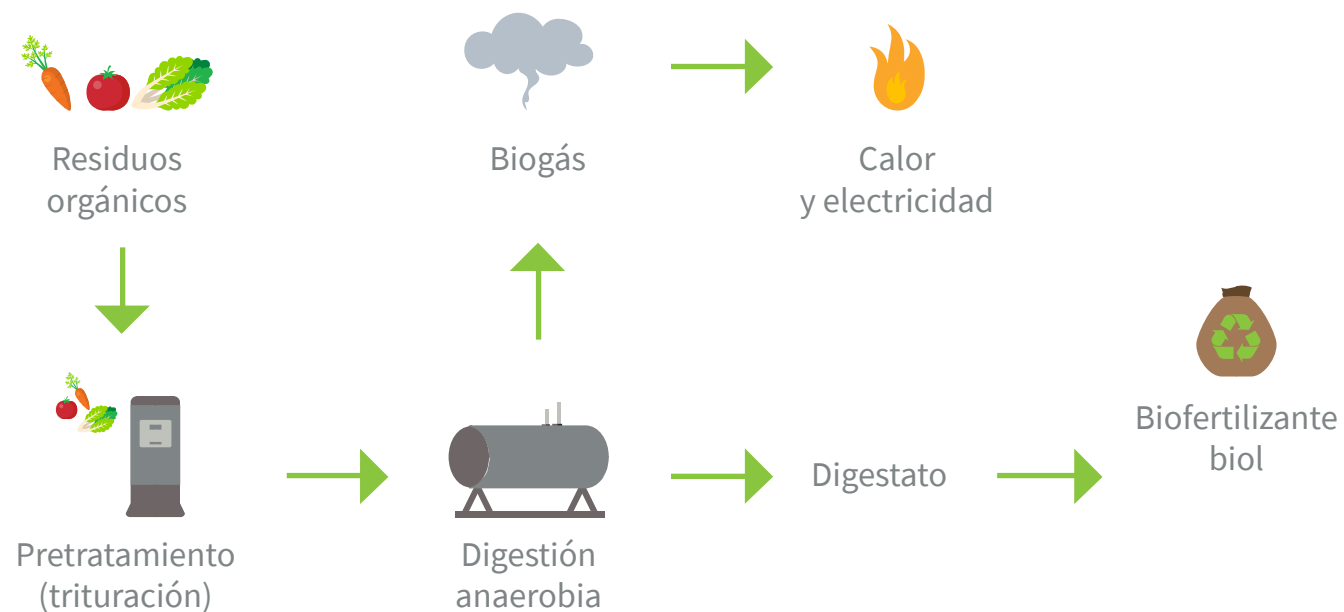 Residuos
orgánicos
Biogás
Calor
y electricidad
Pretratamiento
(trituración)
Digestión
anaerobia
Digestato
Biofertilizante
biol